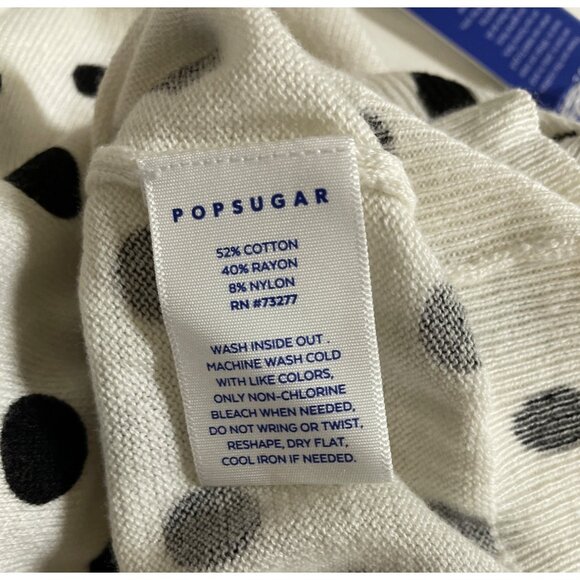 POPSUGAR
52% COTTON
40% RAYON
8% NYLON
RN #73277
WASH INSIDE OUT .
MACHINE WASH COLD
WITH LIKE COLORS,
ONLY NON-CHLORINE
BLEACH WHEN NEEDED,
DO NOT WRING OR TWIST,
RESHAPE, DRY FLAT,
COOL IRON IF NEEDED.